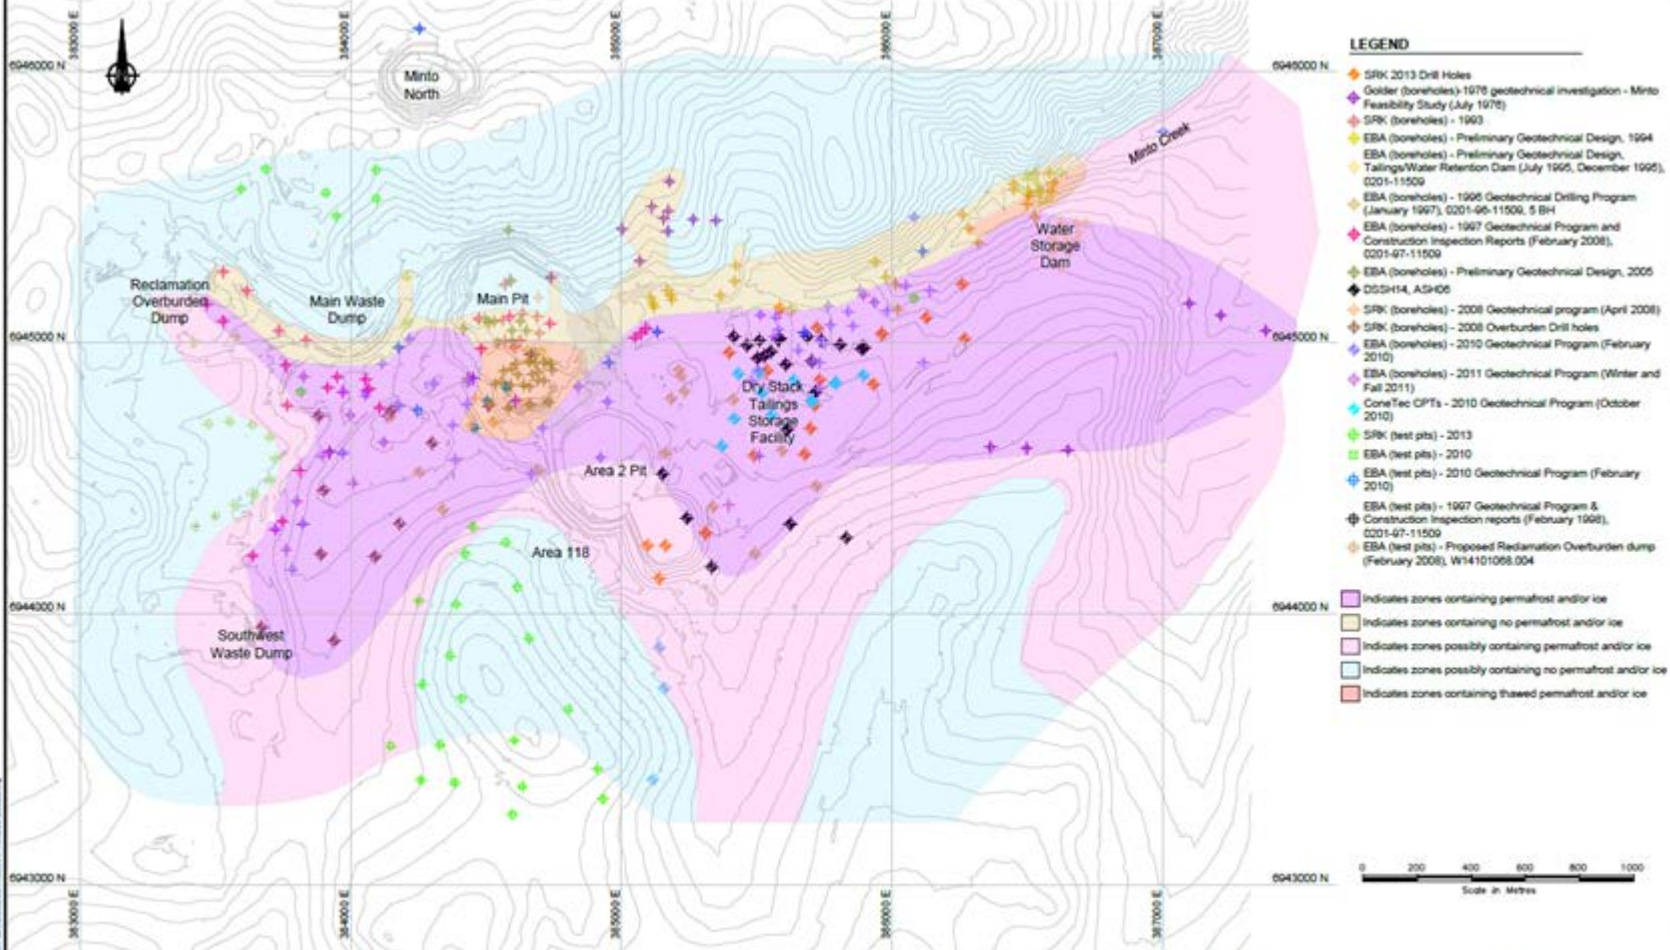 383000 E
384000 E
385000 E
386000 E
387000 E
6946000 N
6946000 N
Minto
North
Minto Creek
Water
Storage
Dam
Reclamation
Overburden
Dump
Main Waste
Dump
Main Pit
6945000 N
6945000 N
Dry Stack
Tailings
Storage
Facility
Area 2 Pit
Area 118
6944000 N
6944000 N
Southwest
Waste Dump
6943000 N
6943000 N
383000 E
384000 E
385000 E
386000 E
387000 E
LEGEND
SRK 2013 Drill Holes
Golder (boreholes)-1976 geotechnical investigation - Minto
Feasibility Study (July 1976)
SRK (boreholes) - 1993
EBA (boreholes) - Preliminary Geotechnical Design, 1994
EBA (boreholes) - Preliminary Geotechnical Design,
Tailings/Water Retention Dam (July 1995, December 1995),
0201-11509
EBA (boreholes) - 1996 Geotechnical Drilling Program
(January 1997), 0201-96-11509, 5 BH
EBA (boreholes) - 1997 Geotechnical Program and
Construction Inspection Reports (February 2008),
0201-97-11509
EBA (boreholes) - Preliminary Geotechnical Design, 2005
DSSH14, ASH06
SRK (boreholes) - 2008 Geotechnical program (April 2008)
SRK (boreholes) - 2008 Overburden Drill holes
EBA (boreholes) - 2010 Geotechnical Program (February
2010)
EBA (boreholes) - 2011 Geotechnical Program (Winter and
Fall 2011)
ConeTec CPTs - 2010 Geotechnical Program (October
2010)
SRK (test pits) - 2013
EBA (test pits) - 2010
EBA (test pits) - 2010 Geotechnical Program (February
2010)
EBA (test pits) - 1997 Geotechnical Program &
Construction Inspection reports (February 1998),
0201-97-11509
EBA (test pits) - Proposed Reclamation Overburden dump
(February 2008), W14101068.004
Indicates zones containing permafrost and/or ice
Indicates zones containing no permafrost and/or ice
Indicates zones possibly containing permafrost and/or ice
Indicates zones possibly containing no permafrost and/or ice
Indicates zones containing thawed permafrost and/or ice
0 200 400 600 800 1000
Scale in Metres